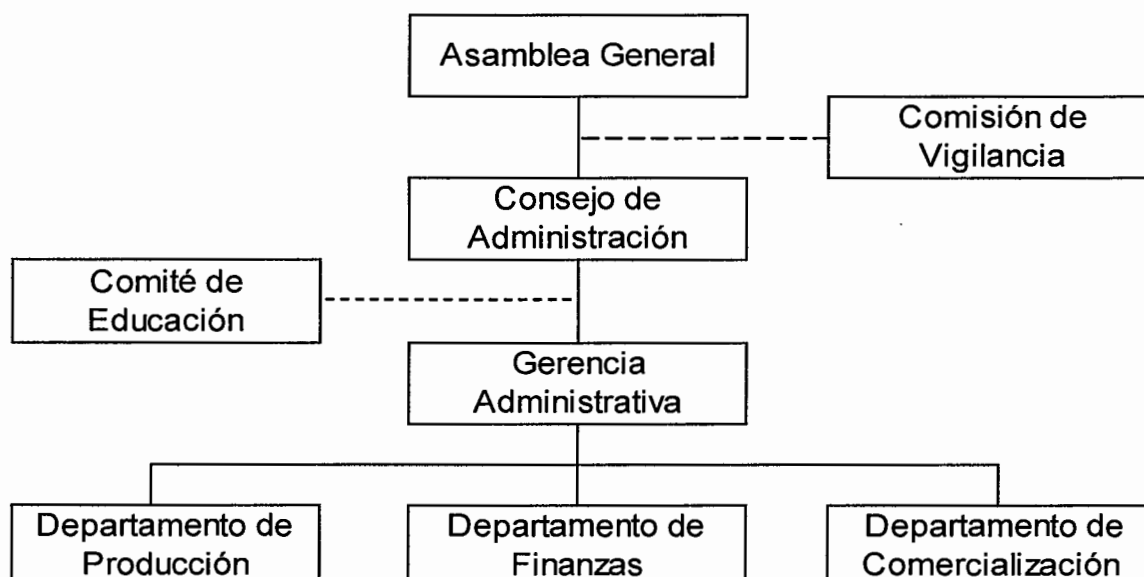 Asamblea General
Comisión de
Vigilancia
Consejo de
Administración
Comité de
Educación
Gerencia
Administrativa
Departamento de
Producción
Departamento de
Finanzas
Departamento de
Comercialización